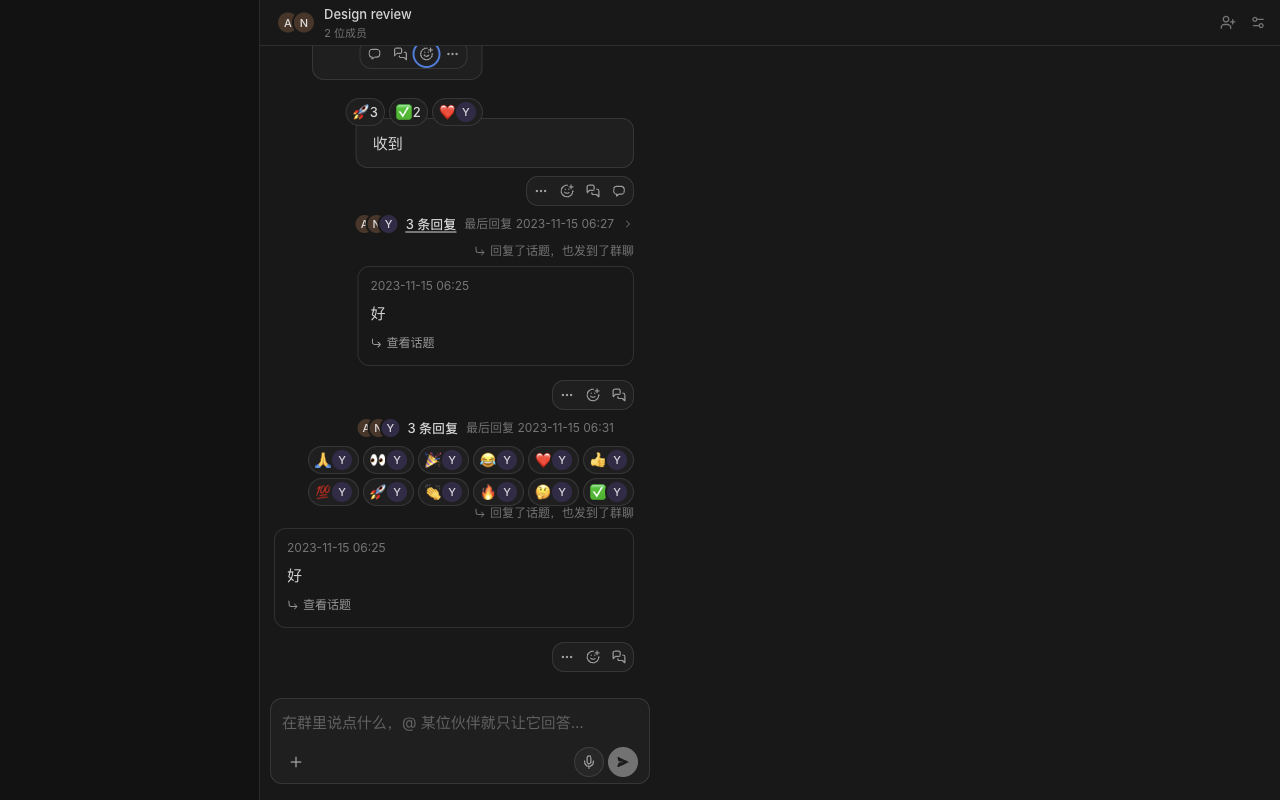 A N Design review
2 位成员
🚀3 ✅2 ❤️ Y
收到
A N Y 3 条回复 最后回复 2023-11-15 06:27
回复了话题，也发到了群聊
2023-11-15 06:25
好
查看话题
A N Y 3 条回复 最后回复 2023-11-15 06:31
🙏 Y 👀 Y 🎉 Y 😂 Y ❤️ Y 👍 Y
💯 Y 🚀 Y 👏 Y 🔥 Y 🤔 Y ✅ Y
回复了话题，也发到了群聊
2023-11-15 06:25
好
查看话题
在群里说点什么，@ 某位伙伴就只让它回答...